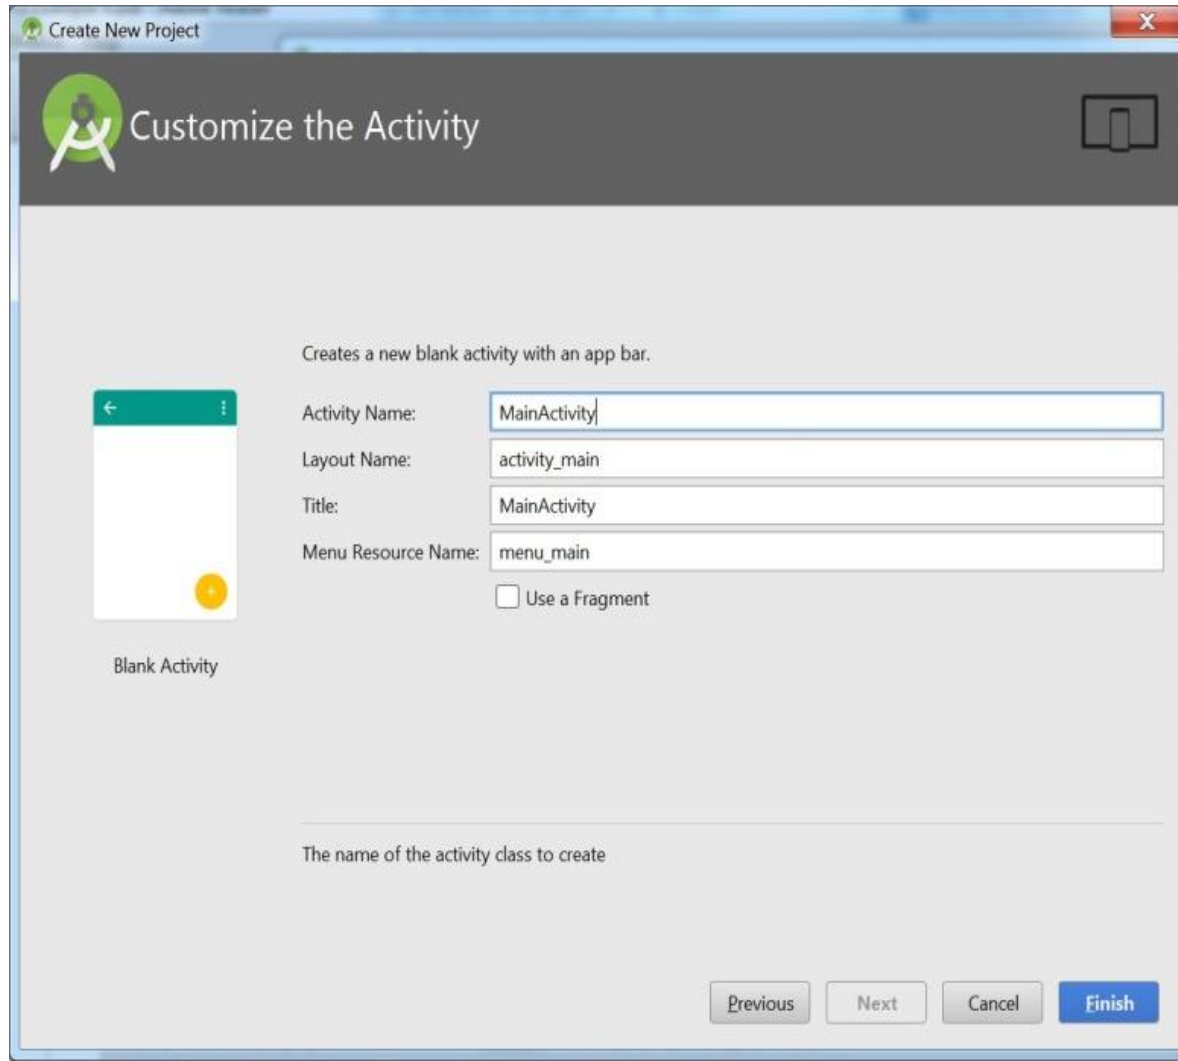 Create New Project
X
Customize the Activity
Creates a new blank activity with an app bar.
Activity Name: MainActivity
Layout Name: activity_main
Title: MainActivity
Menu Resource Name: menu_main
Use a Fragment
Blank Activity
The name of the activity class to create
Previous Next Cancel Finish